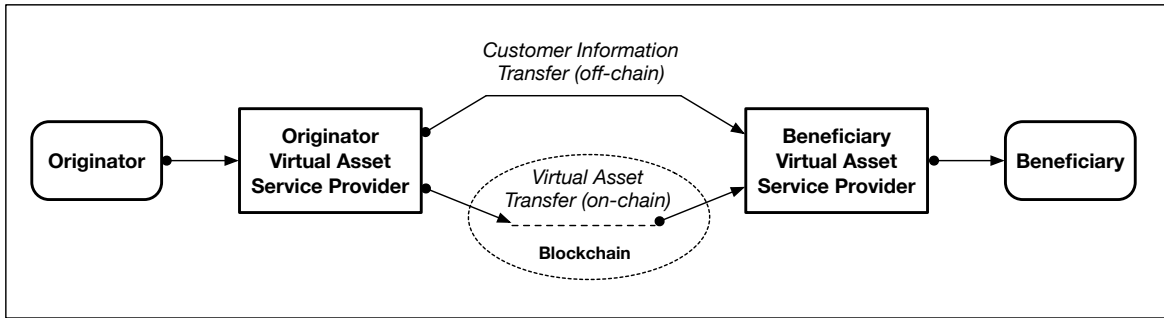 Customer Information
Transfer (off-chain)
Originator
Originator
Virtual Asset
Service Provider
Virtual Asset
Transfer (on-chain)
Blockchain
Beneficiary
Virtual Asset
Service Provider
Beneficiary